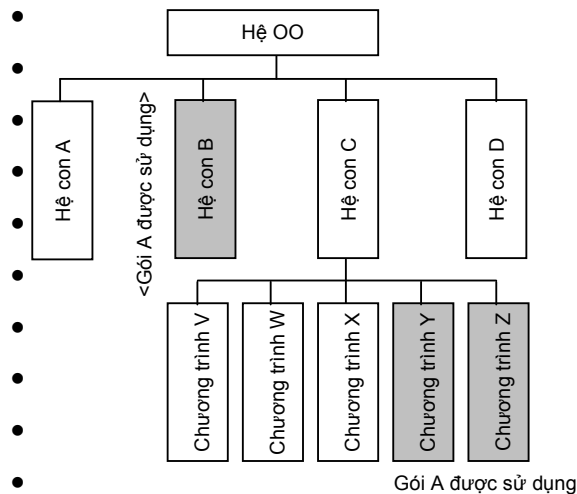 Hệ OO
Hệ con A
<Gói A được sử dụng>
Hệ con B
Hệ con C
Hệ con D
Chương trình V
Chương trình W
Chương trình X
Chương trình Y
Chương trình Z
Gói A được sử dụng